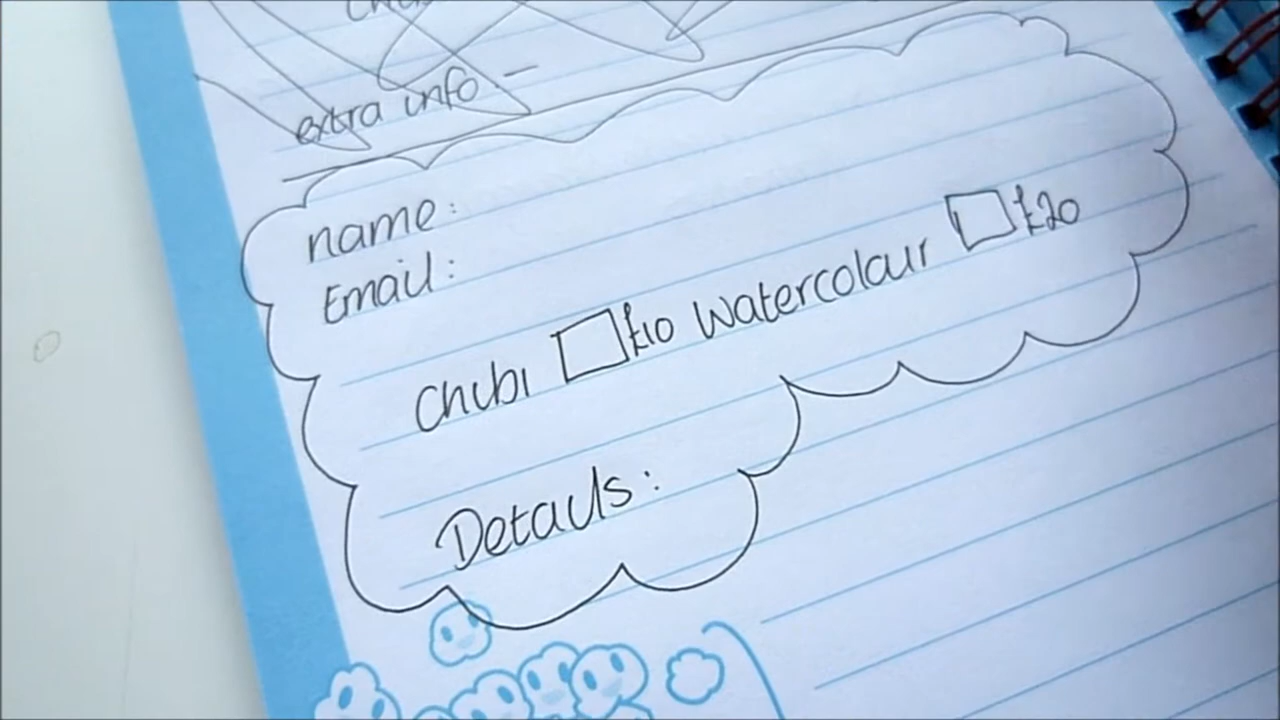 extra info -
name:
Email:
Chibi £10 Watercolour £20
Details: